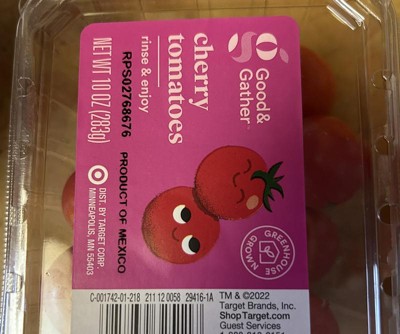 Good&
Gather™
cherry
tomatoes
rinse & enjoy
RPS02768676 PRODUCT OF MEXICO
NET WT 10 OZ (283g)
DIST. BY TARGET CORP.
MINNEAPOLIS, MN 55403
GREENHOUSE
GROWN
C-001742-01-218 211 12 0058 29416-1A
TM & ©2022
Target Brands, Inc.
ShopTarget.com
Guest Services